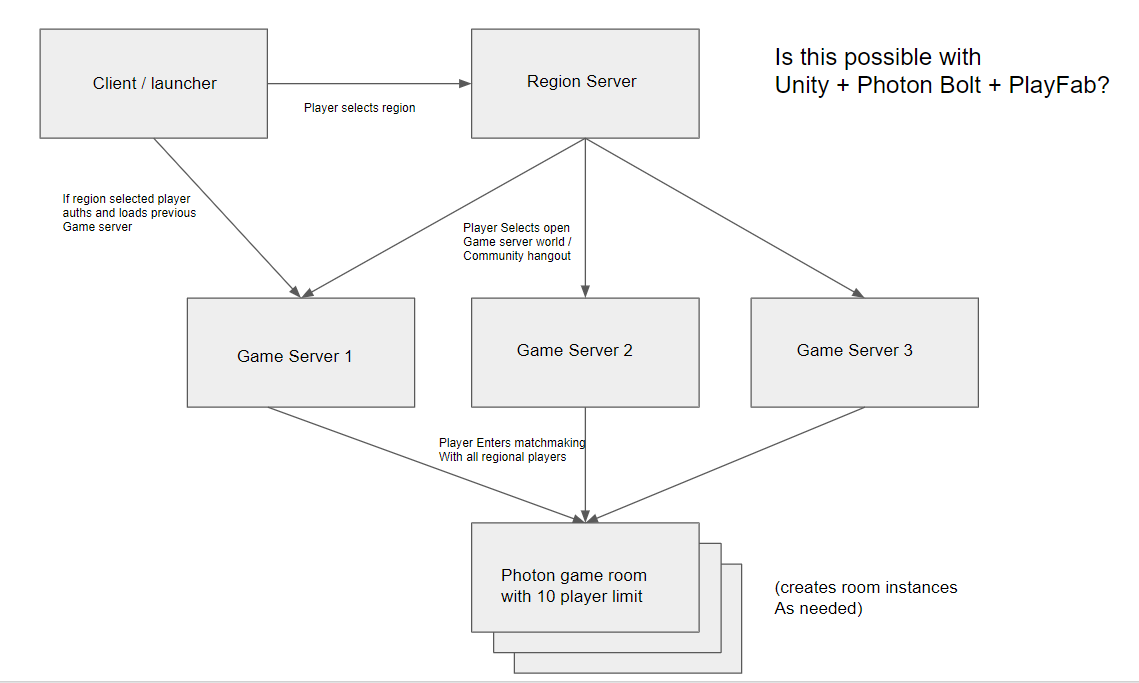 Client / launcher
Player selects region
Region Server
Is this possible with
Unity + Photon Bolt + PlayFab?
If region selected player
auths and loads previous
Game server
Player Selects open
Game server world /
Community hangout
Game Server 1
Game Server 2
Game Server 3
Player Enters matchmaking
With all regional players
Photon game room
with 10 player limit
(creates room instances
As needed)